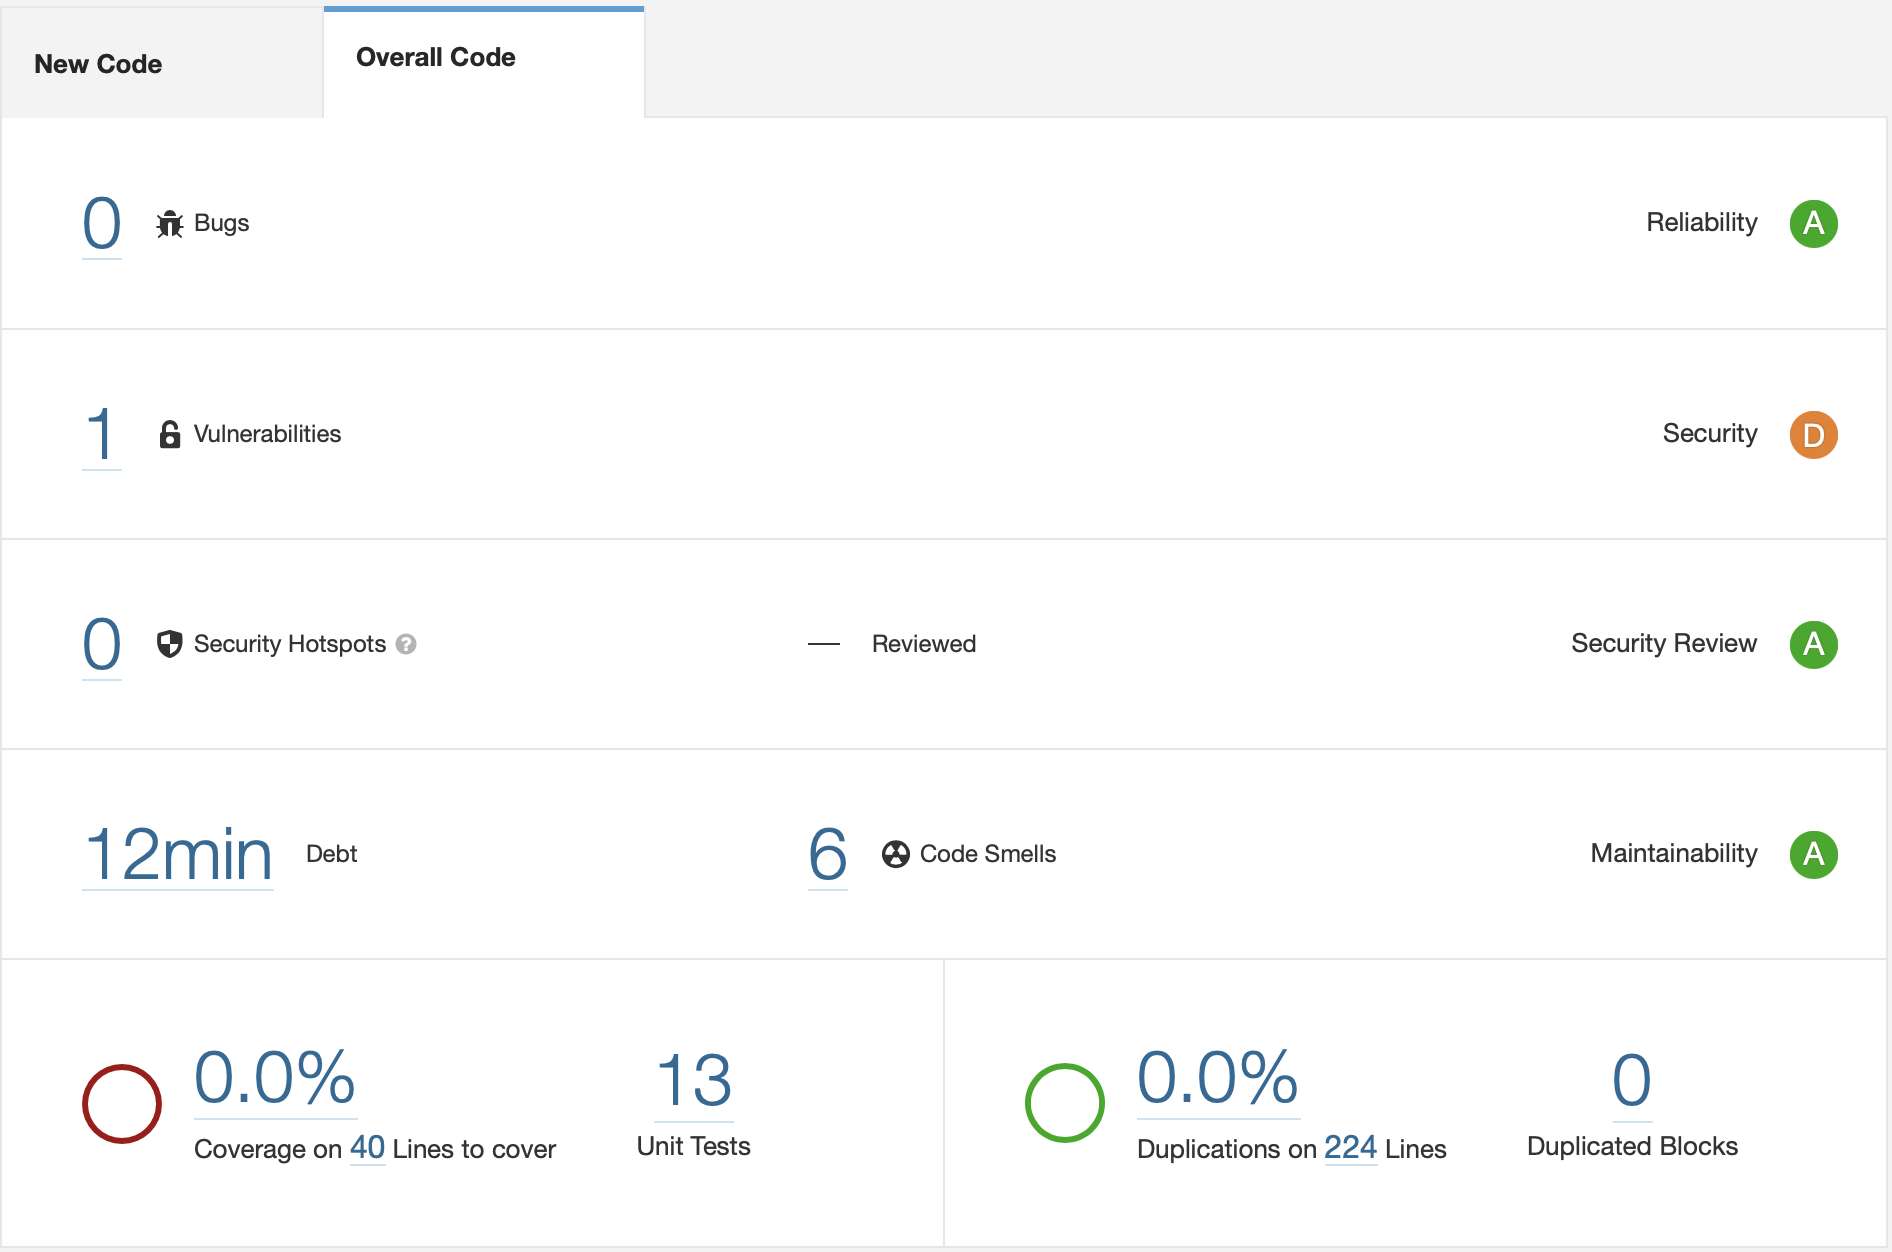 New Code
Overall Code
0 Bugs
Reliability A
1 Vulnerabilities
Security D
0 Security Hotspots ?
— Reviewed
Security Review A
12min Debt
6 Code Smells
Maintainability A
0.0%
Coverage on 40 Lines to cover
13
Unit Tests
0.0%
Duplications on 224 Lines
0
Duplicated Blocks